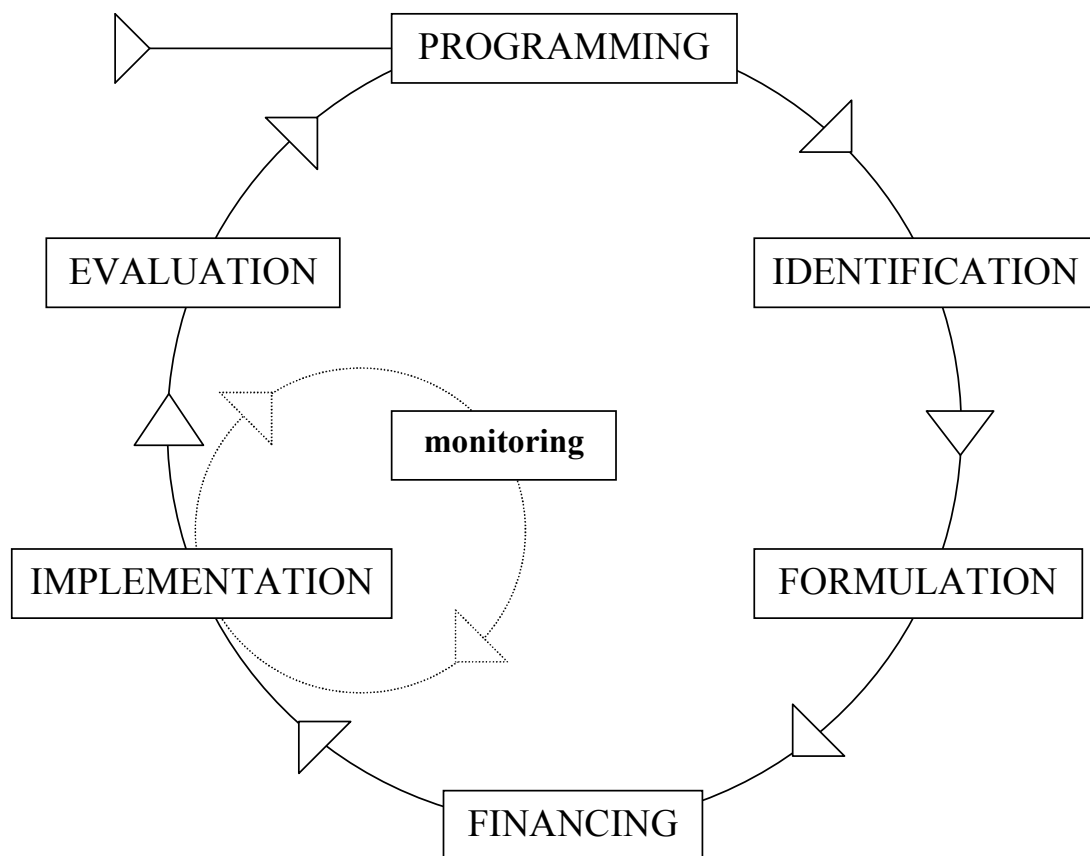 PROGRAMMING
EVALUATION
IDENTIFICATION
monitoring
IMPLEMENTATION
FORMULATION
FINANCING